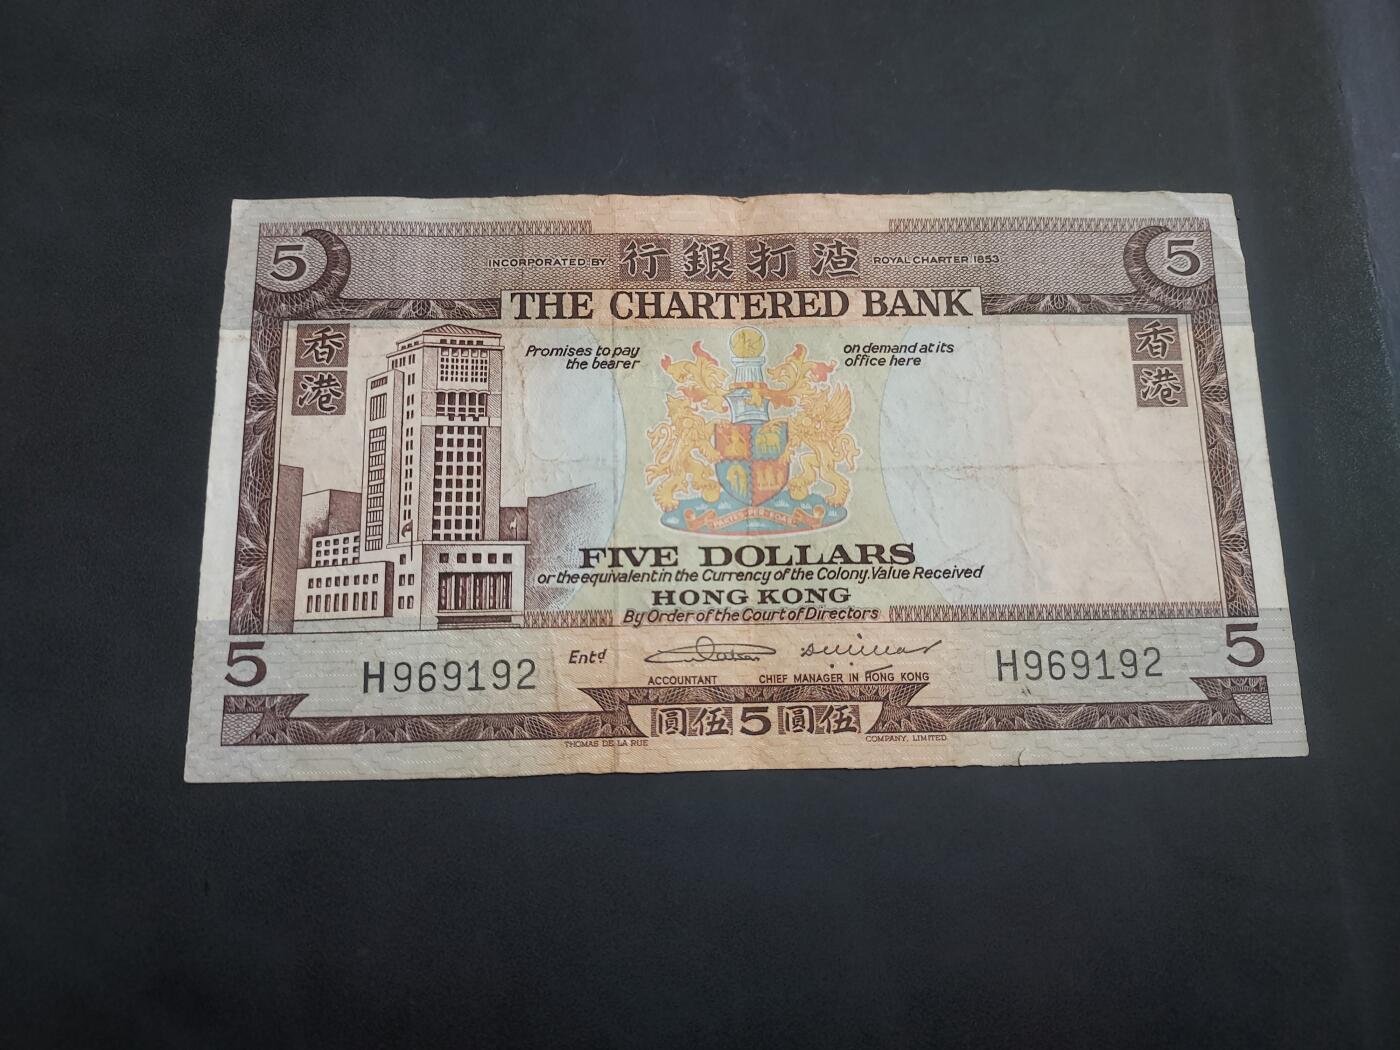 5 INCORPORATED BY 行銀打渣 ROYAL CHARTER 1853 5
THE CHARTERED BANK
香港
香港
Promises to pay the bearer
on demand at its office here
FIVE DOLLARS
or the equivalent in the Currency of the Colony. Value Received
HONG KONG
By Order of the Court of Directors
5 H969192 Entd H969192 5
ACCOUNTANT CHIEF MANAGER IN HONG KONG
圓伍 5 圓伍
THOMAS DE LA RUE COMPANY, LIMITED